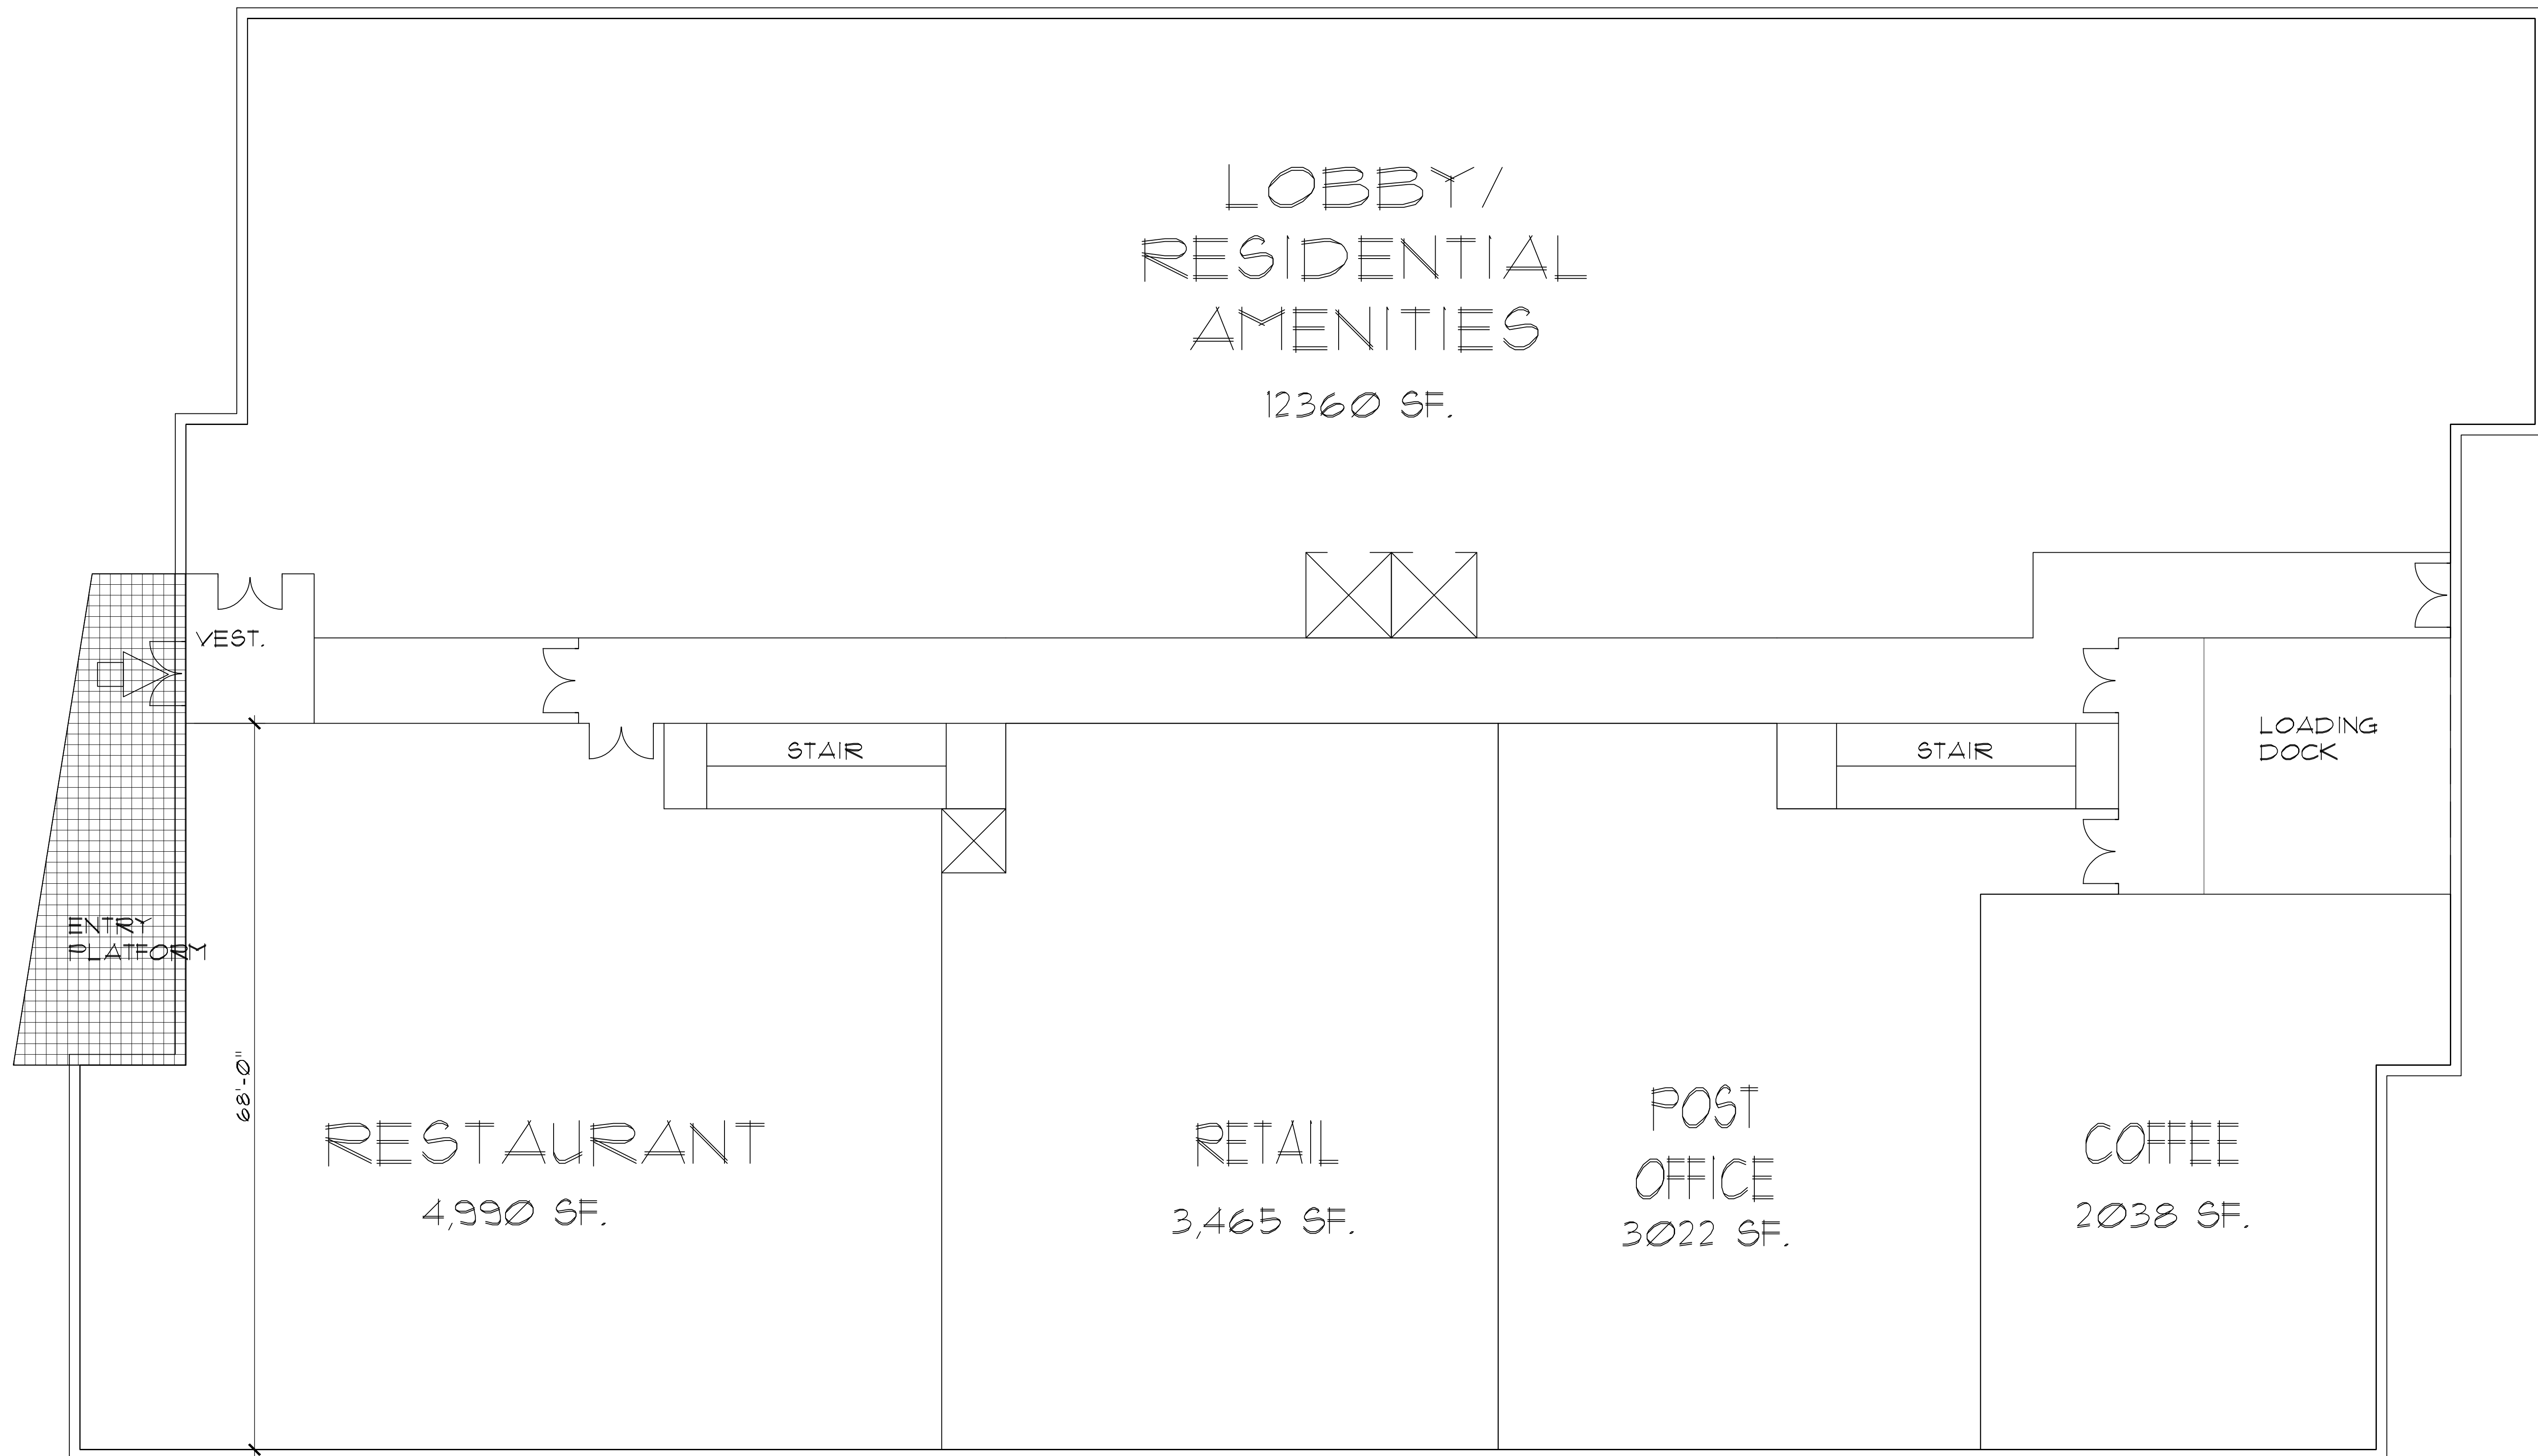 LOBBY/
RESIDENTIAL
AMENITIES
12360 SF.
VEST.
STAIR
STAIR
LOADING
DOCK
ENTRY
PLATFORM
68'-0"
RESTAURANT
4,990 SF.
RETAIL
3,465 SF.
POST
OFFICE
3022 SF.
COFFEE
2038 SF.